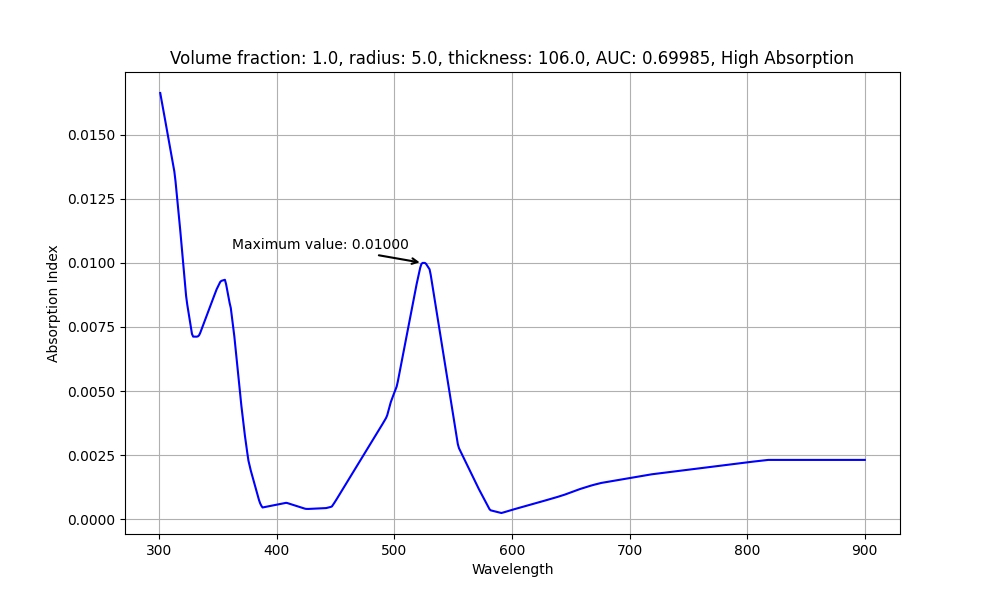 Volume fraction: 1.0, radius: 5.0, thickness: 106.0, AUC: 0.69985, High Absorption
0.0150
0.0125
0.0100
0.0075
0.0050
0.0025
0.0000
Absorption Index
Maximum value: 0.01000
300 400 500 600 700 800 900
Wavelength